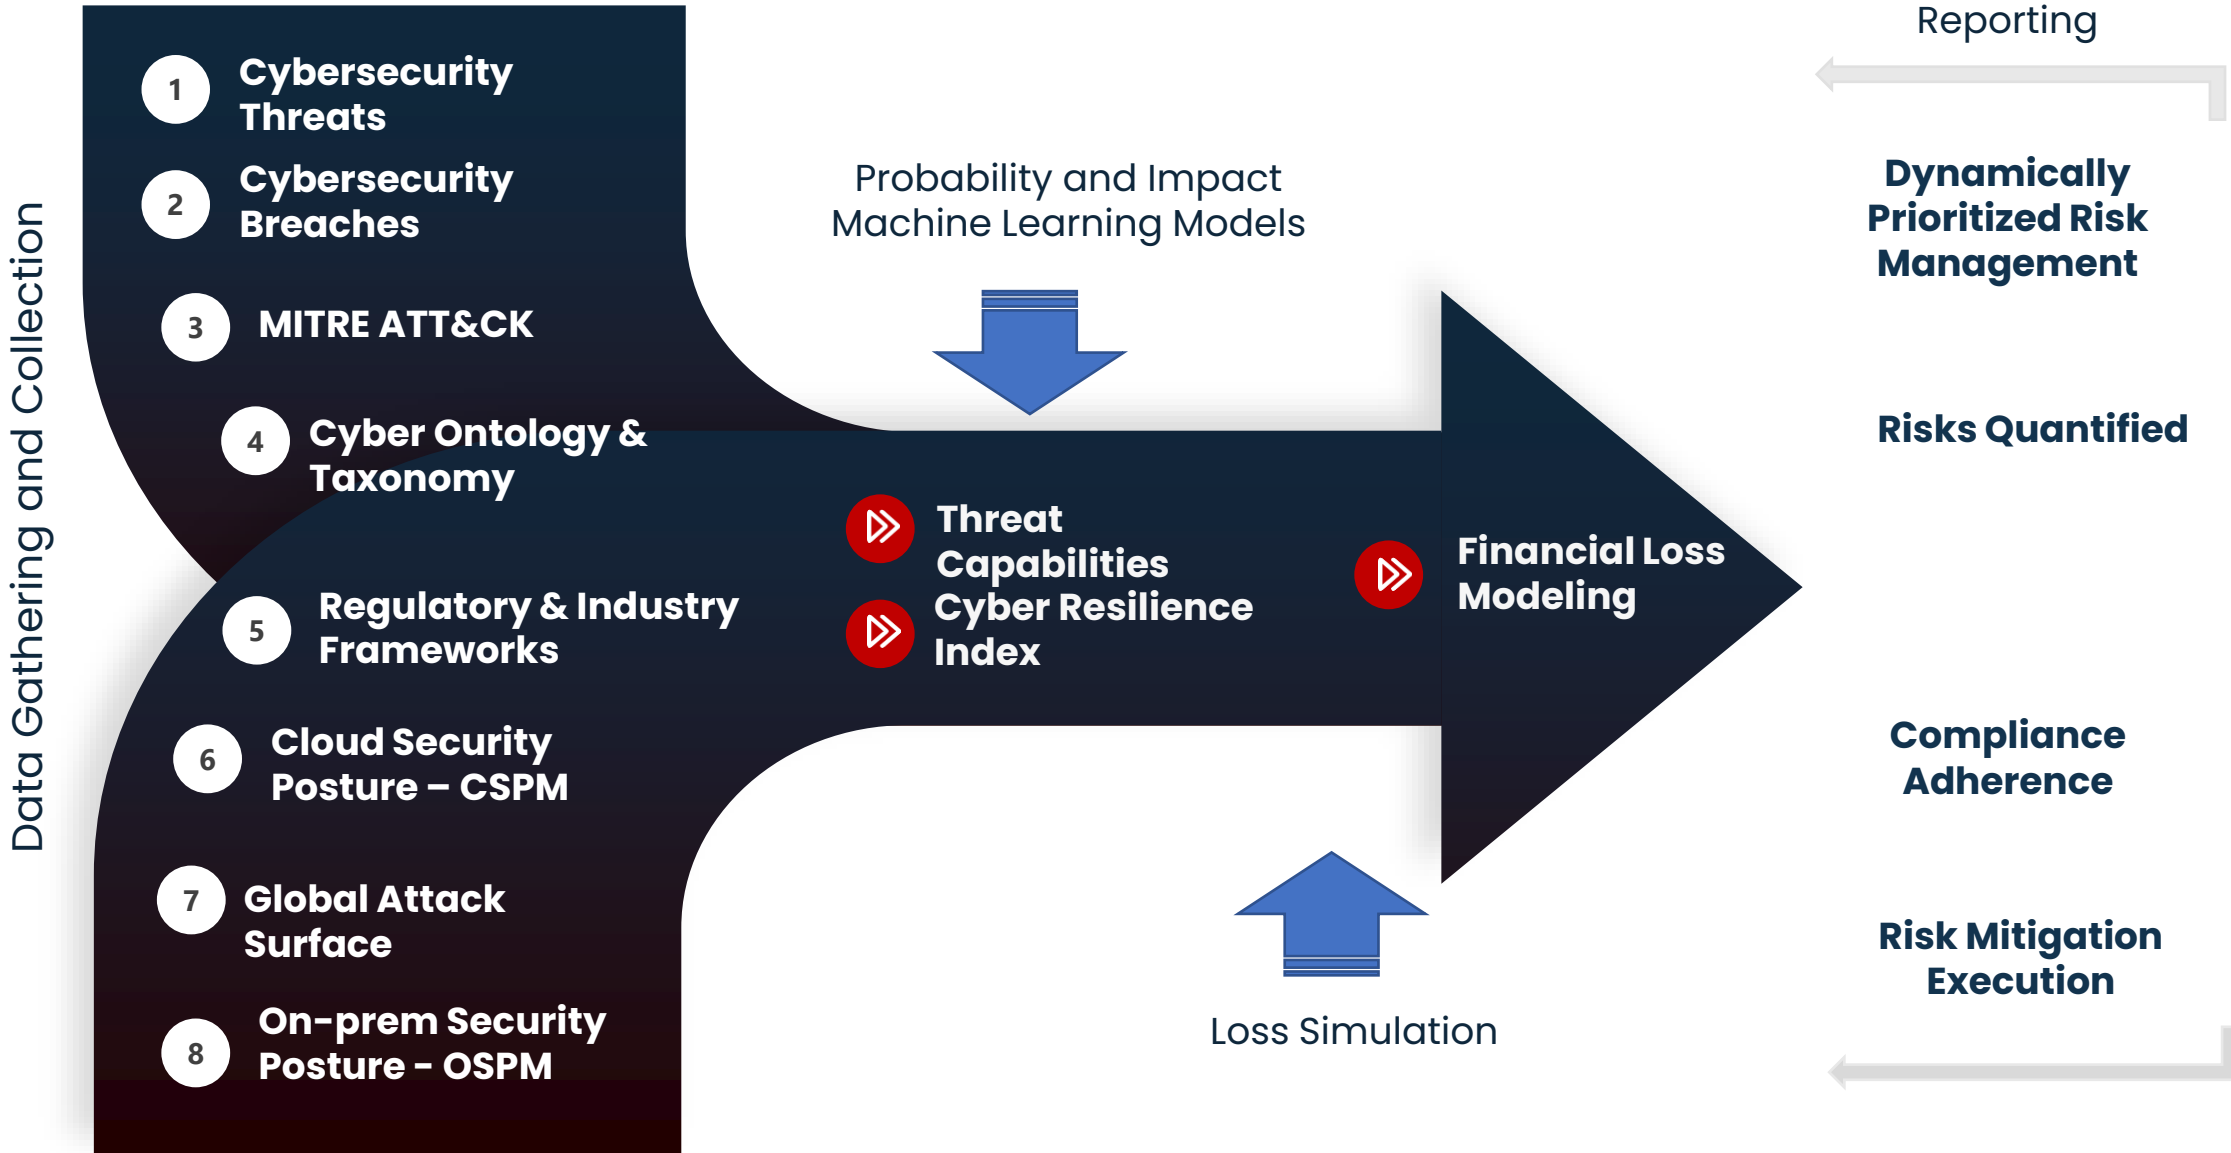 Data Gathering and Collection
1
Cybersecurity
Threats
2
Cybersecurity
Breaches
3
MITRE ATT&CK
4
Cyber Ontology &
Taxonomy
5
Regulatory & Industry
Frameworks
6
Cloud Security
Posture – CSPM
7
Global Attack
Surface
8
On-prem Security
Posture - OSPM
Probability and Impact
Machine Learning Models
Threat
Capabilities
Cyber Resilience
Index
Financial Loss
Modeling
Loss Simulation
Reporting
Dynamically
Prioritized Risk
Management
Risks Quantified
Compliance
Adherence
Risk Mitigation
Execution